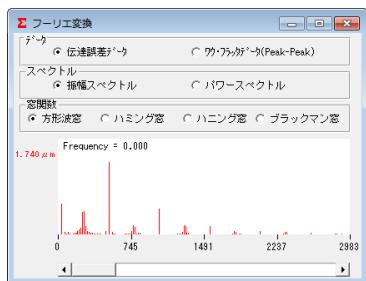 Σ フーリエ変換
データ
伝達誤差データ ワウ・フラッタデータ(Peak-Peak)
スペクトル
振幅スペクトル パワースペクトル
窓関数
方形波窓 ハミング窓 ハニング窓 ブラックマン窓
Frequency = 0.000
1.740μm
0 745 1491 2237 2983